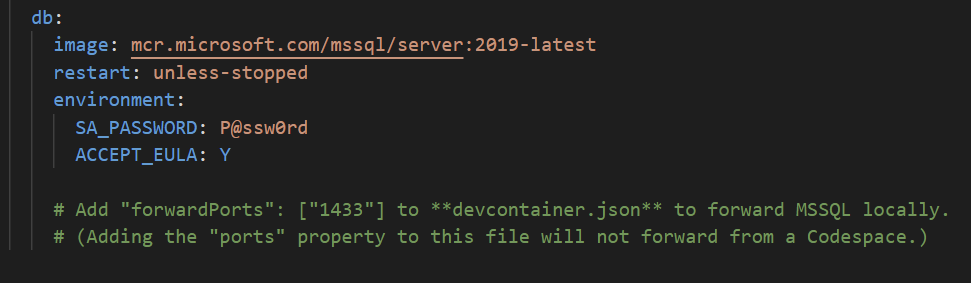 db:
image: mcr.microsoft.com/mssql/server:2019-latest
restart: unless-stopped
environment:
SA_PASSWORD: P@ssw0rd
ACCEPT_EULA: Y
# Add "forwardPorts": ["1433"] to **devcontainer.json** to forward MSSQL locally.
# (Adding the "ports" property to this file will not forward from a Codespace.)